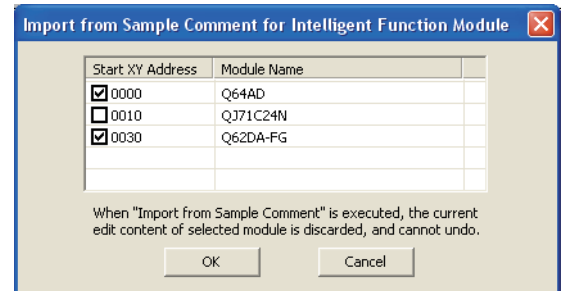 Import from Sample Comment for Intelligent Function Module
Start XY Address Module Name
0000 Q64AD
0010 QJ71C24N
0030 Q62DA-FG
When "Import from Sample Comment" is executed, the current
edit content of selected module is discarded, and cannot undo.
OK Cancel